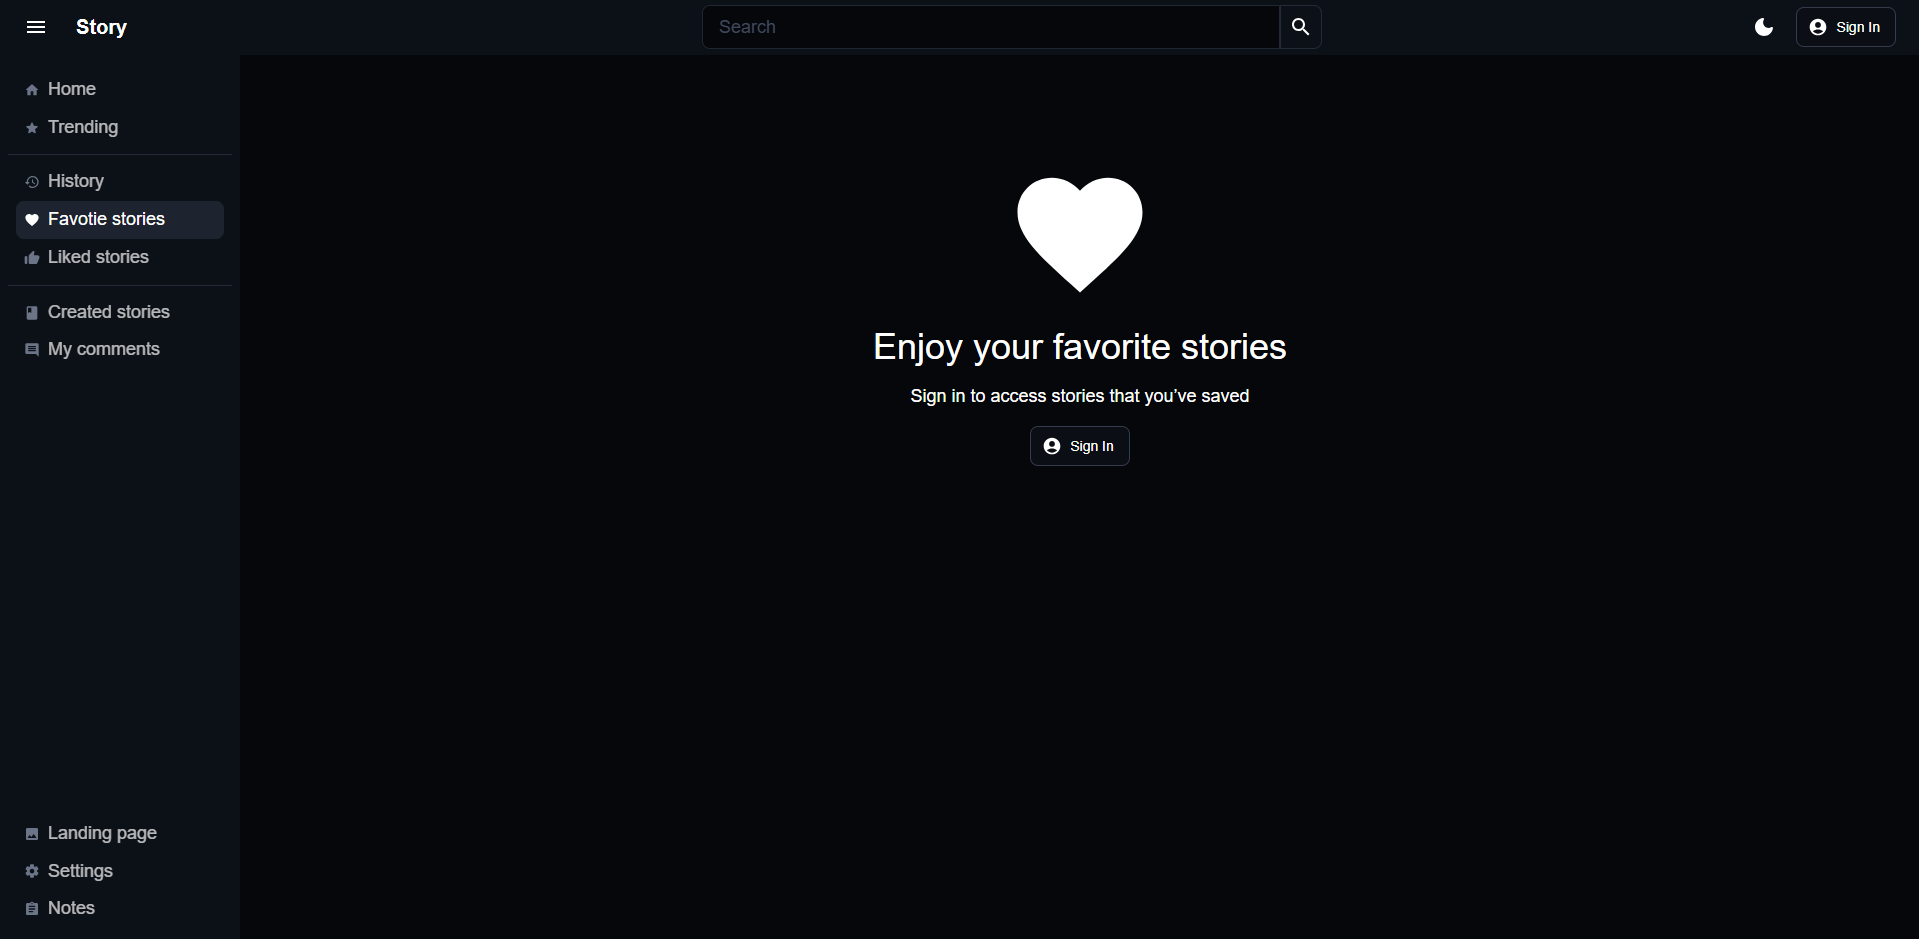 Story
Search
Sign In
Home
Trending
History
Favotie stories
Liked stories
Created stories
My comments
Landing page
Settings
Notes
Enjoy your favorite stories
Sign in to access stories that you've saved
Sign In